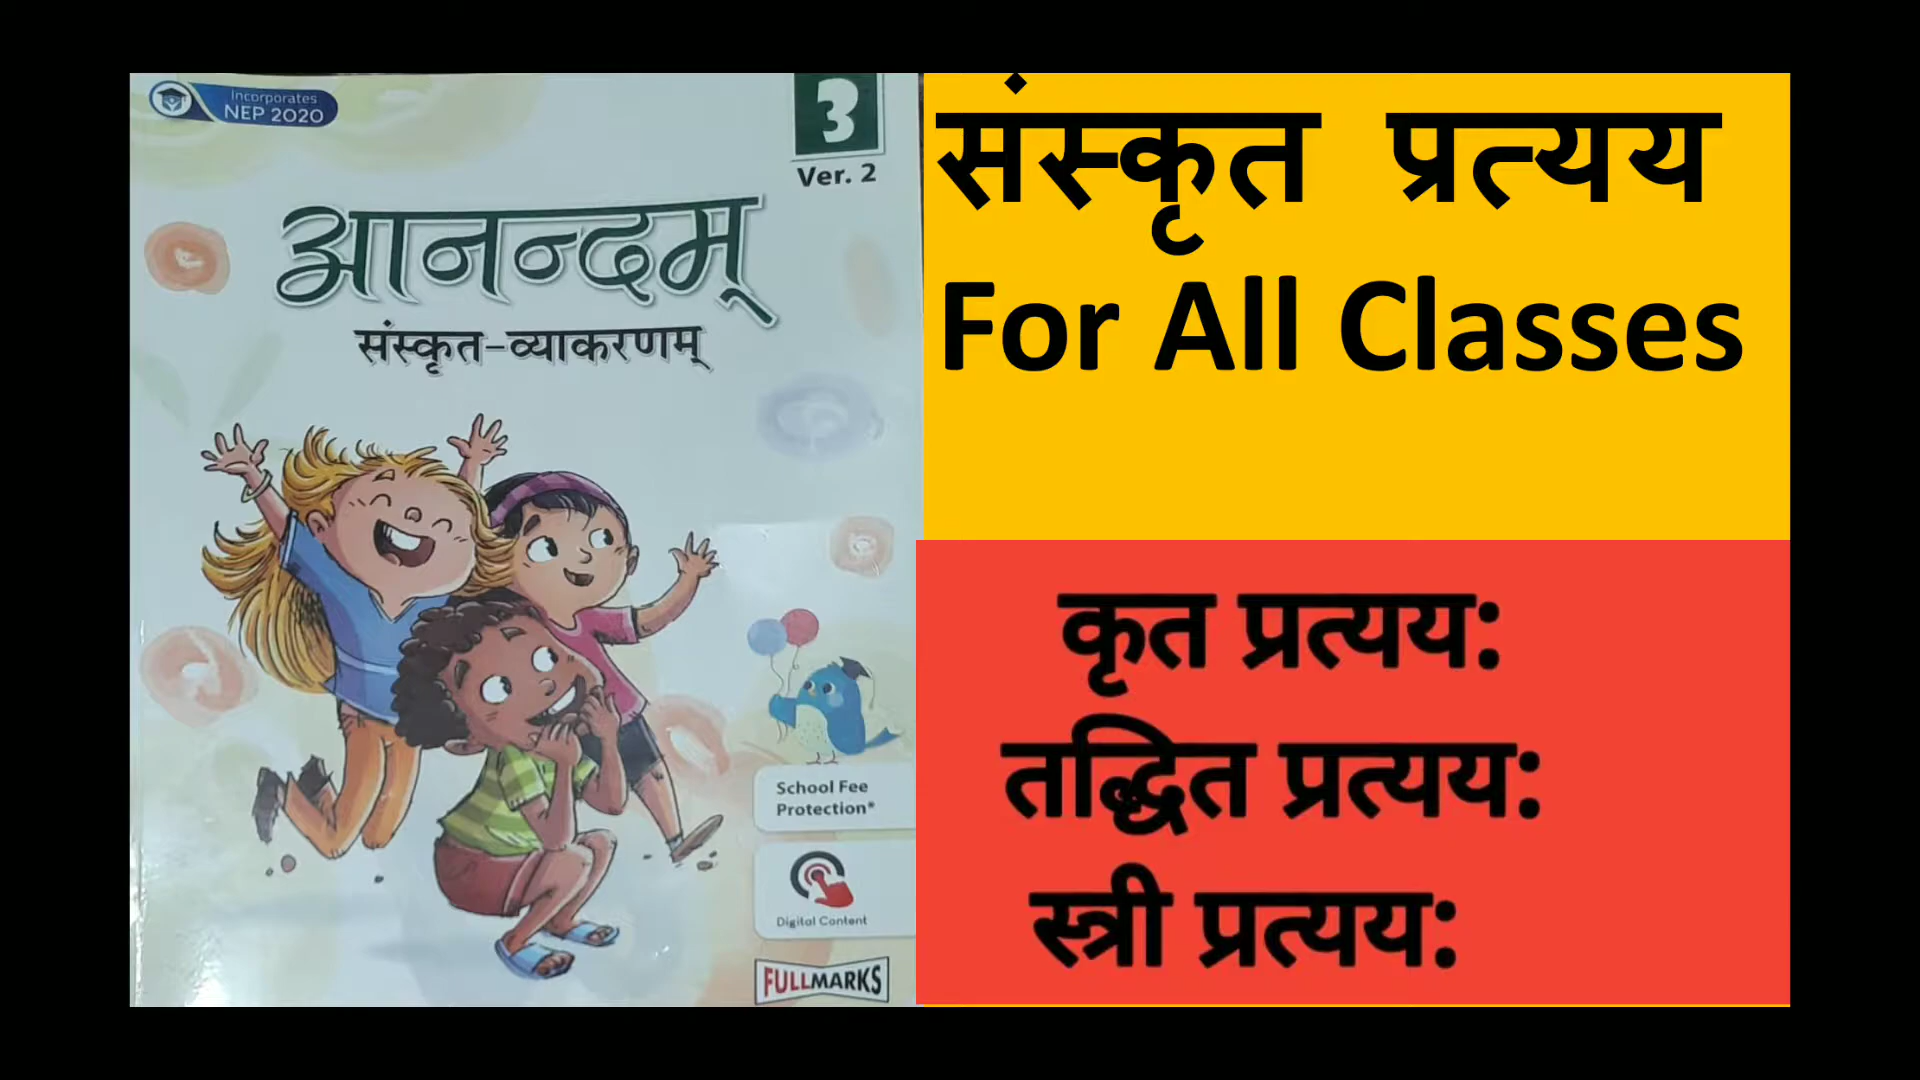 Incorporates
NEP 2020
3
Ver. 2
आनन्दम्
संस्कृत-व्याकरणम्
School Fee
Protection*
Digital Content
FULLMARKS
संस्कृत प्रत्यय
For All Classes
कृत प्रत्यय:
तद्धित प्रत्यय:
स्त्री प्रत्यय: